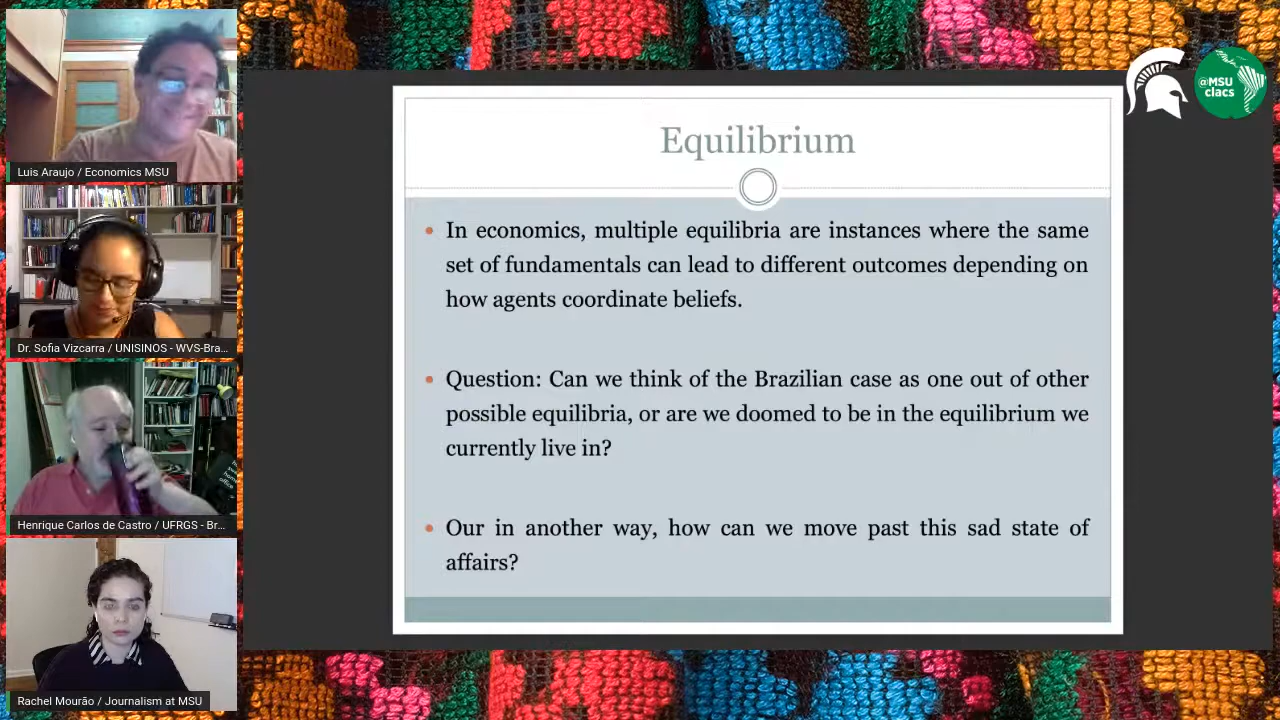 Luis Araujo / Economics MSU
Dr. Sofia Vizcarra / UNISINOS - WVS-Bra...
Henrique Carlos de Castro / UFRGS - Br...
Rachel Mourão / Journalism at MSU
@MSU
clacs
Equilibrium
• In economics, multiple equilibria are instances where the same
set of fundamentals can lead to different outcomes depending on
how agents coordinate beliefs.
• Question: Can we think of the Brazilian case as one out of other
possible equilibria, or are we doomed to be in the equilibrium we
currently live in?
• Our in another way, how can we move past this sad state of
affairs?
home
office